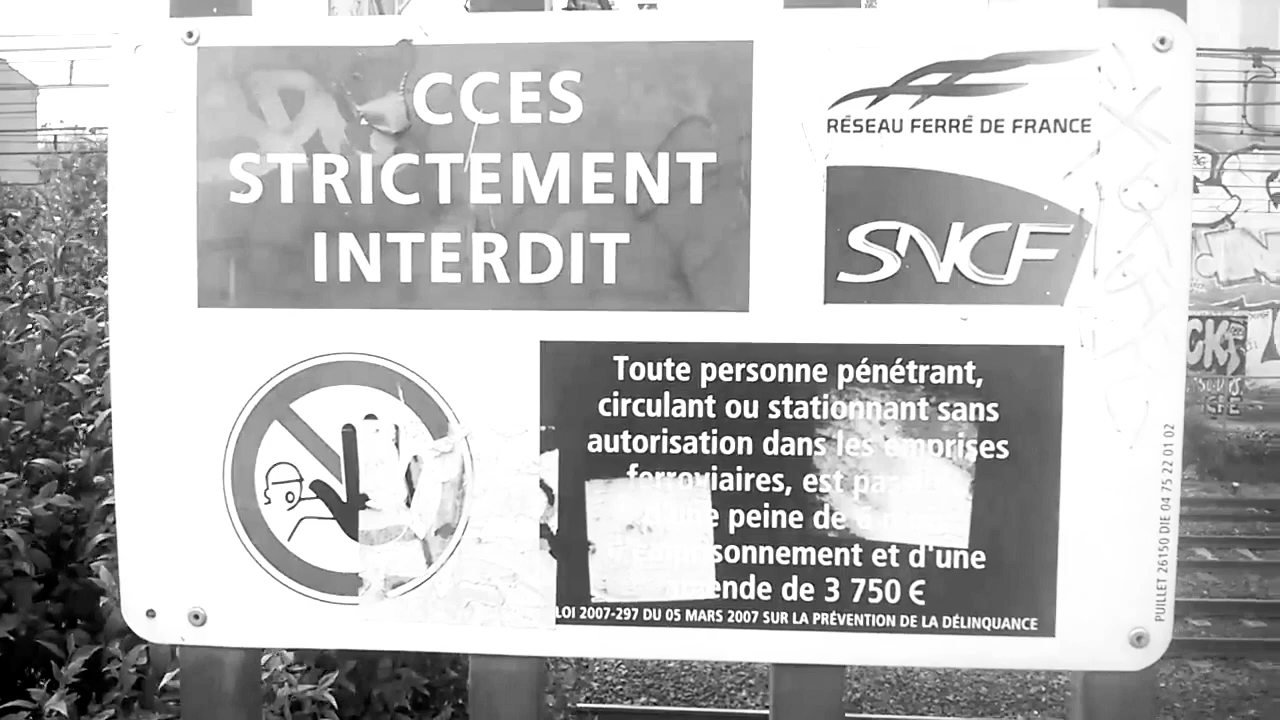 CCES
STRICTEMENT
INTERDIT
RÉSEAU FERRÉ DE FRANCE
SNCF
Toute personne pénétrant,
circulant ou stationnant sans
autorisation dans les emprises
ferroviaires, est
peine de
et d'une
de 3 750 €
LOI 2007-297 DU 05 MARS 2007 SUR LA PRÉVENTION DE LA DÉLINQUANCE
PUILLET 26150 DIE 04 75 22 01 02